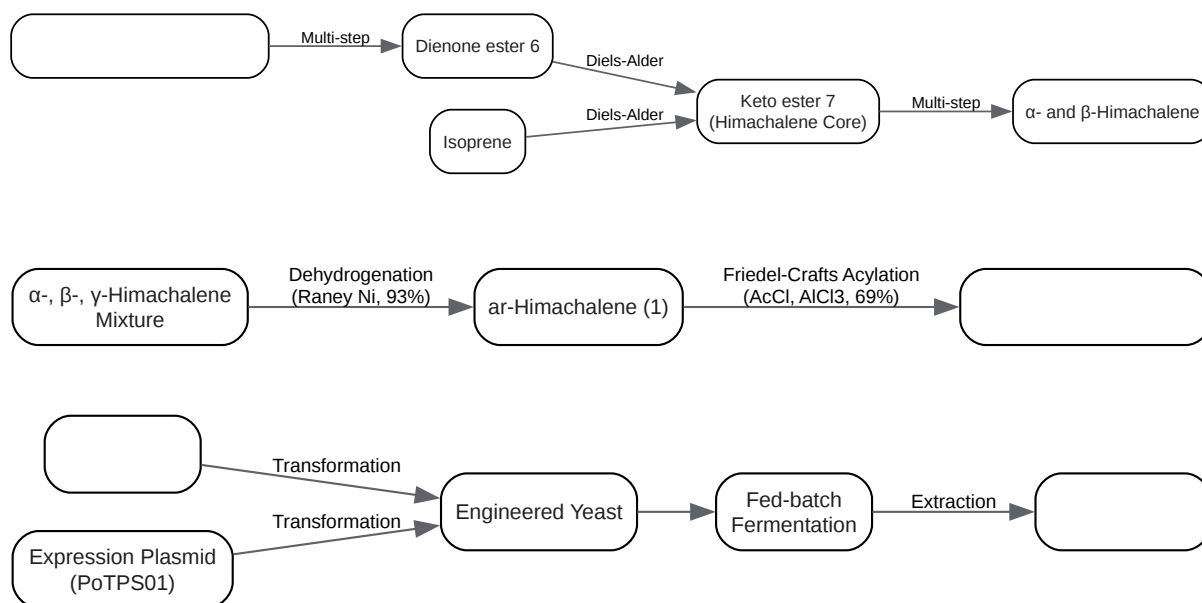 Multi-step
Dienone ester 6
Diels-Alder
Isoprene
Diels-Alder
Keto ester 7
(Himachalene Core)
Multi-step
α- and β-Himachalene
α-, β-, γ-Himachalene
Mixture
Dehydrogenation
(Raney Ni, 93%)
ar-Himachalene (1)
Friedel-Crafts Acylation
(AcCl, AlCl3, 69%)
Transformation
Expression Plasmid
(PoTPS01)
Transformation
Engineered Yeast
Fed-batch
Fermentation
Extraction